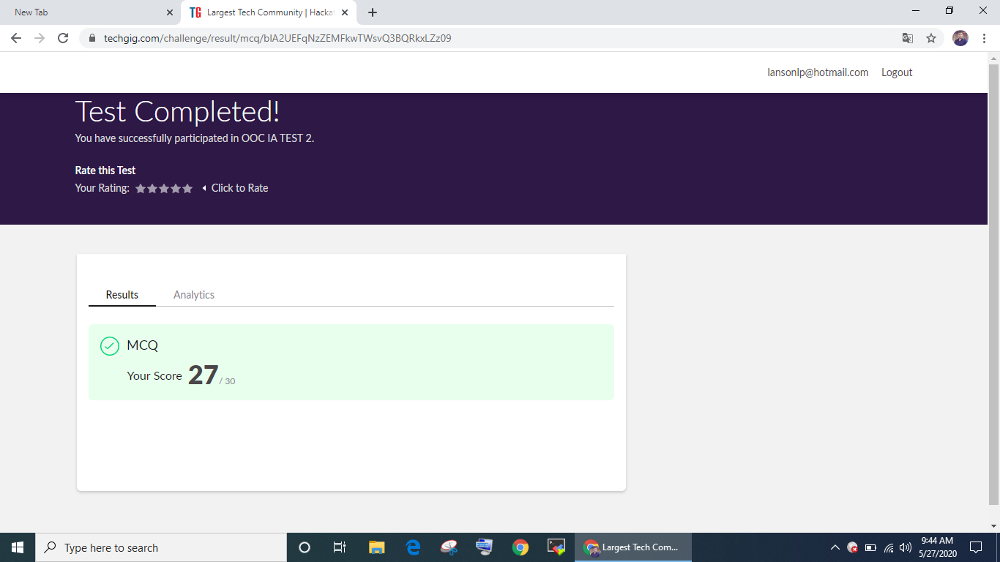 New Tab
TG Largest Tech Community | Hacka
techgig.com/challenge/result/mcq/blA2UEFqNzZEMFkwTWsvQ3BQRkxLZz09
lansonlp@hotmail.com Logout
Test Completed!
You have successfully participated in OOC IA TEST 2.
Rate this Test
Your Rating: Click to Rate
Results Analytics
MCQ
Your Score 27 / 30
Type here to search
Largest Tech Com...
9:44 AM
5/27/2020